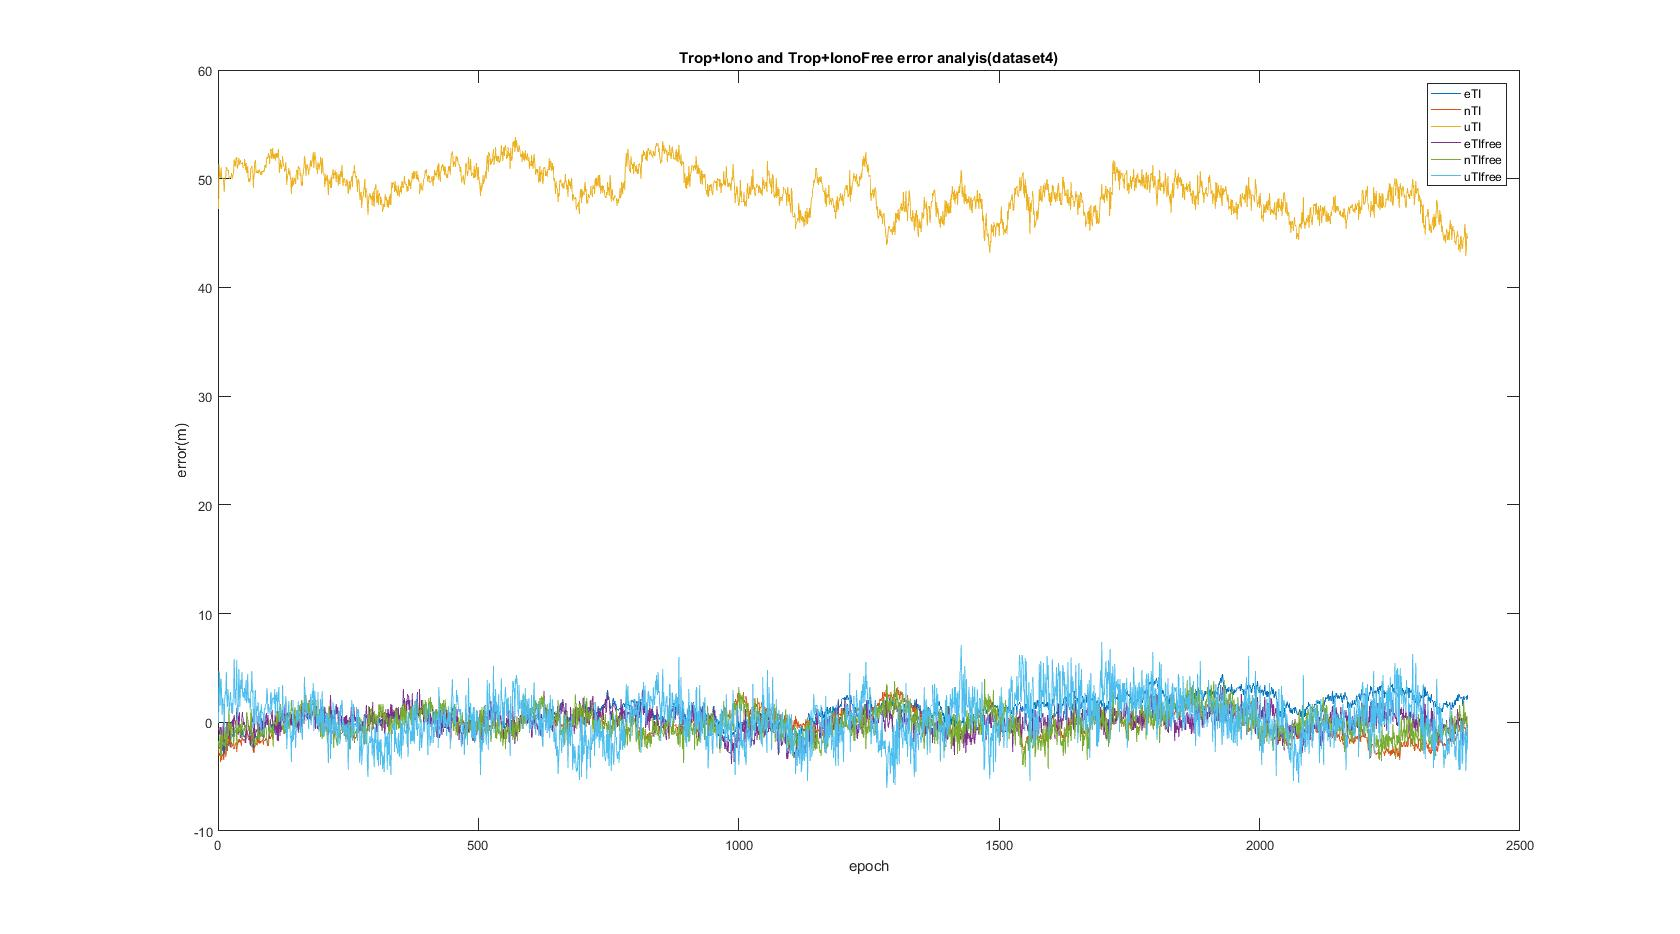 Trop+Iono and Trop+IonoFree error analyis(dataset4)
60
50
40
30
20
10
0
-10
error(m)
eTI
nTI
uTI
eTIfree
nTIfree
uTIfree
0 500 1000 1500 2000 2500
epoch